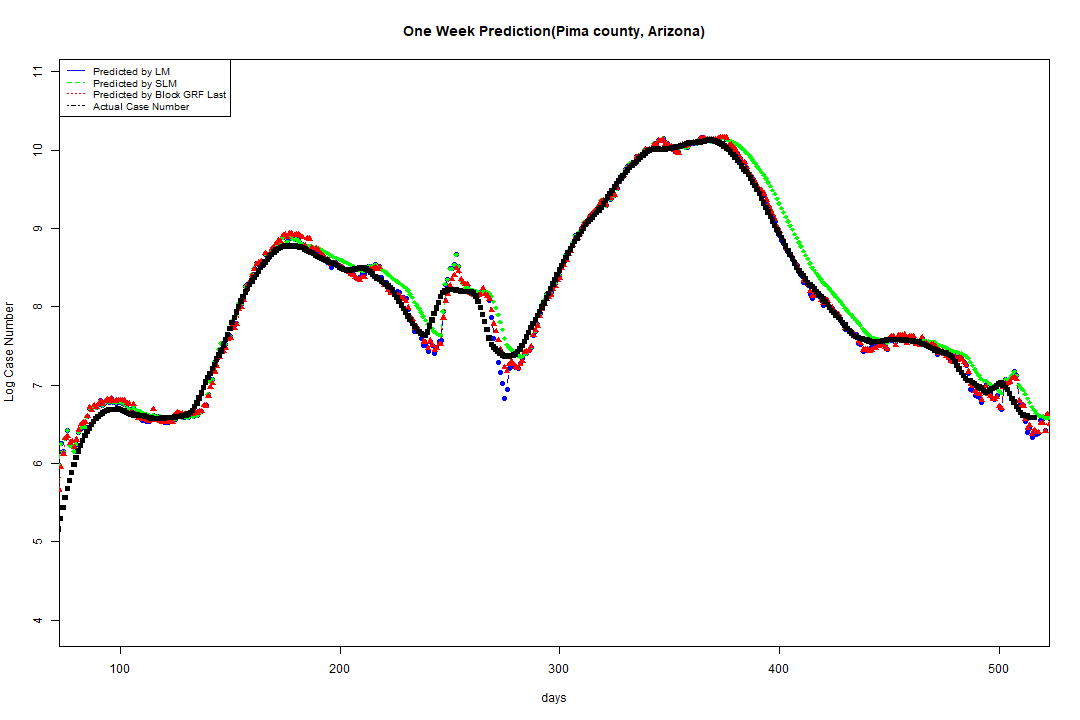 One Week Prediction(Pima county, Arizona)
Predicted by LM
Predicted by SLM
Predicted by Block GRF Last
Actual Case Number
11
10
9
8
7
6
5
4
Log Case Number
100 200 300 400 500
days